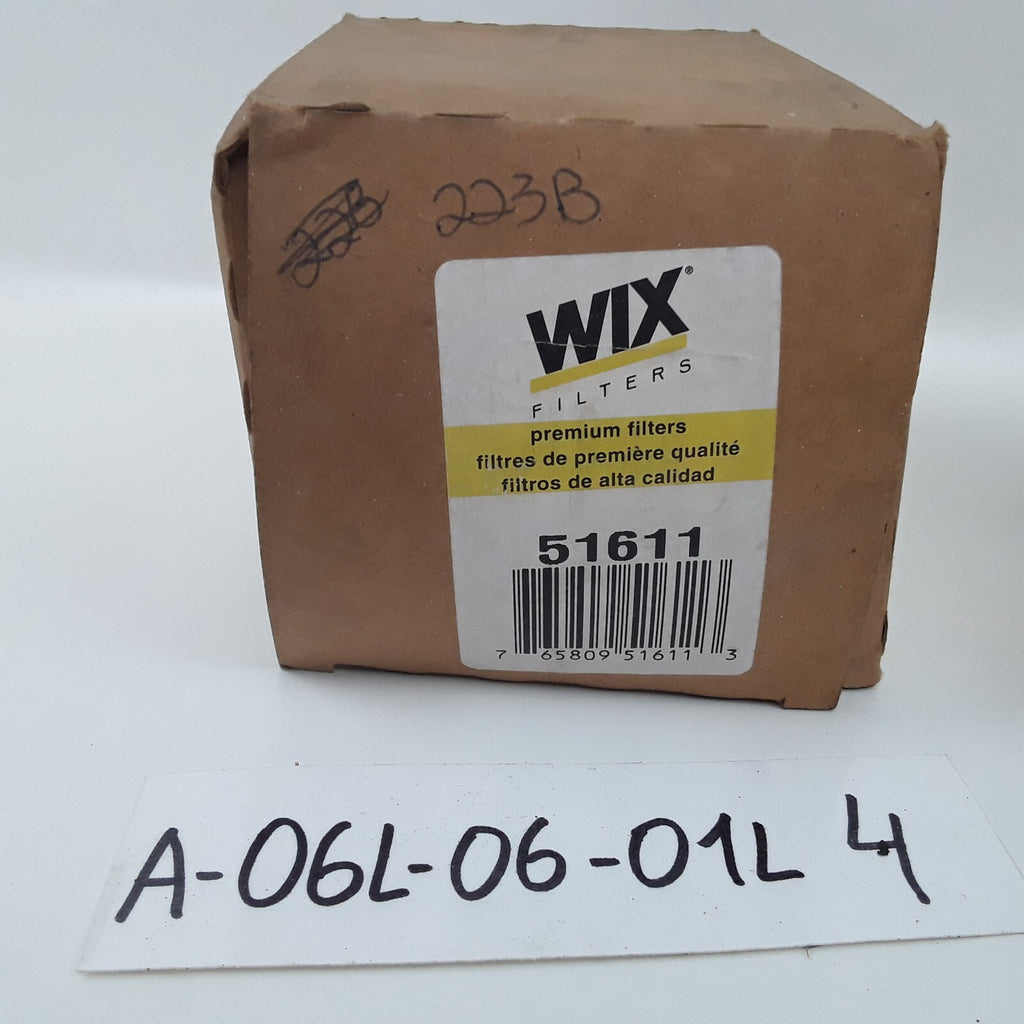 223B
WIX®
FILTERS
premium filters
filtres de première qualité
filtros de alta calidad
51611
7 65809 51611 3
A-06L-06-01L 4